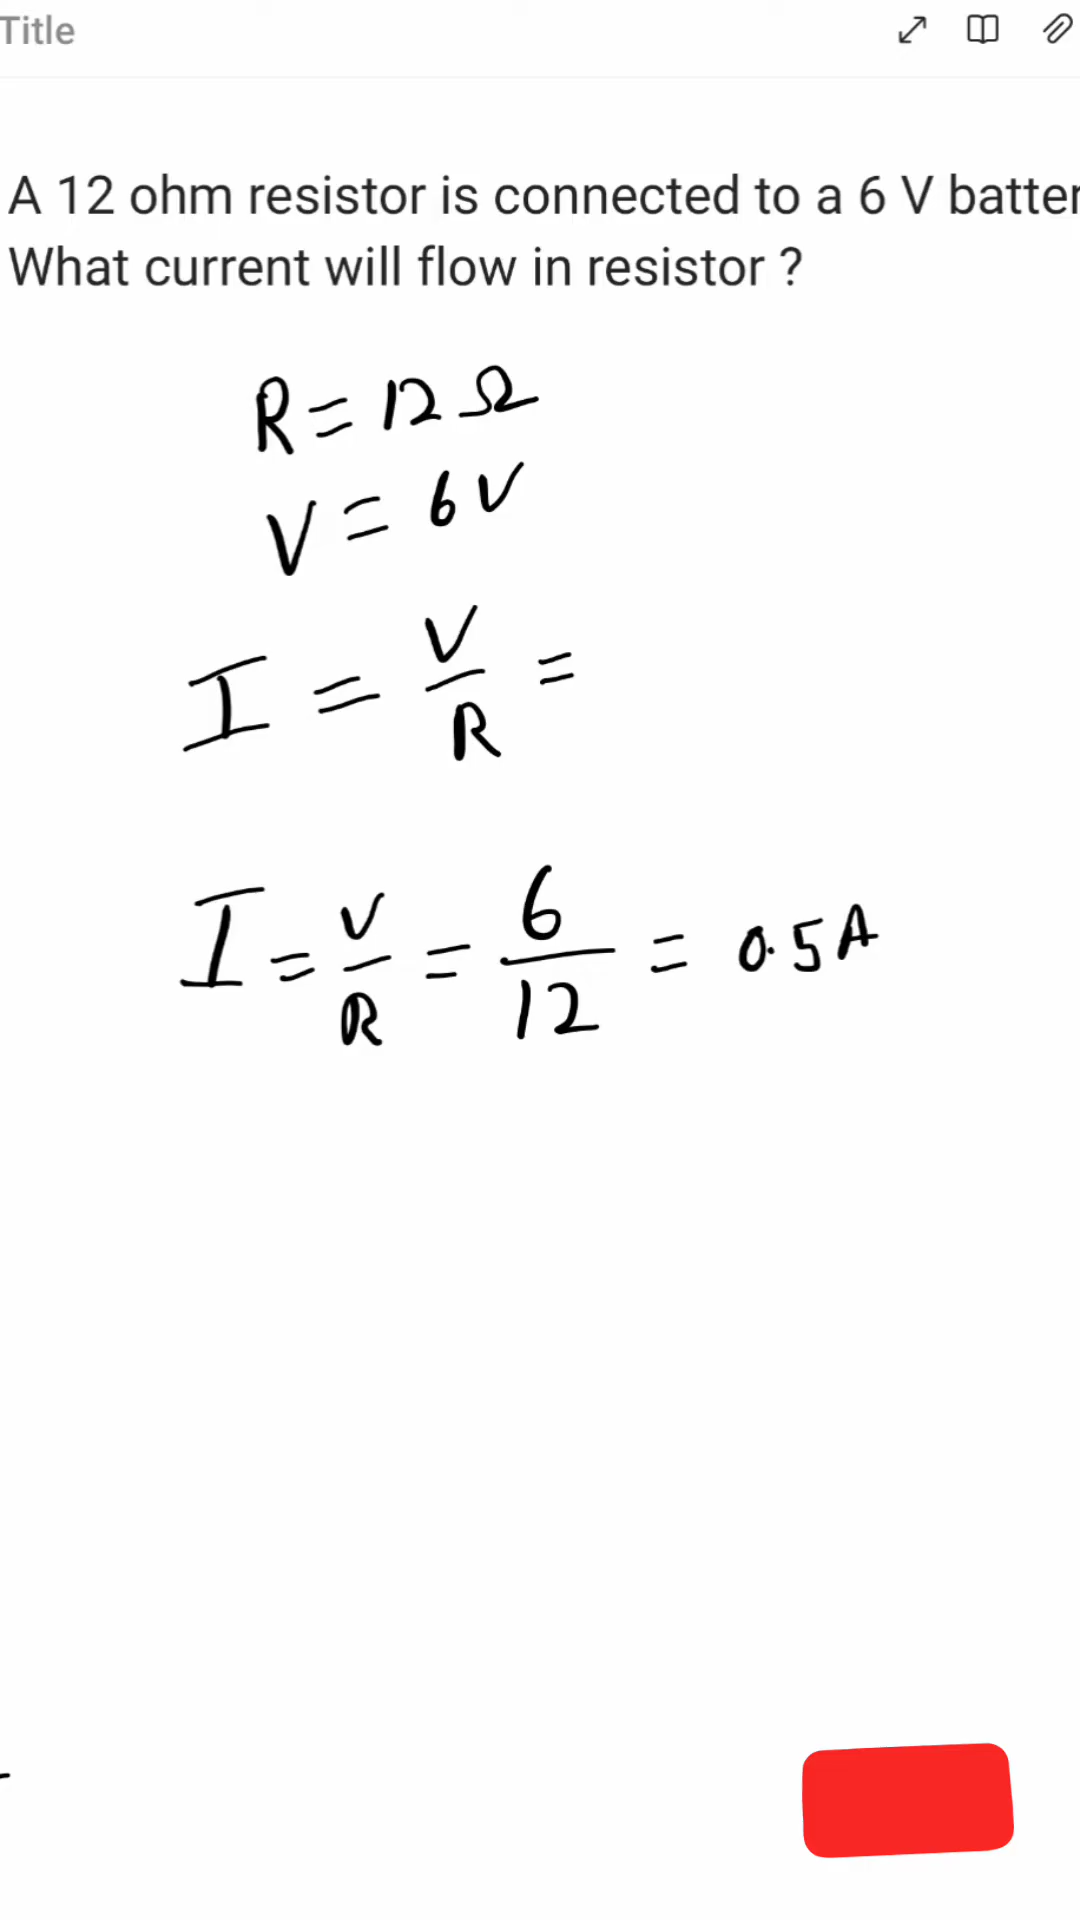 Title
A 12 ohm resistor is connected to a 6 V batter
What current will flow in resistor ?
R = 12 Ω
V = 6 V
I = V/R =
I = V/R = 6/12 = 0.5 A